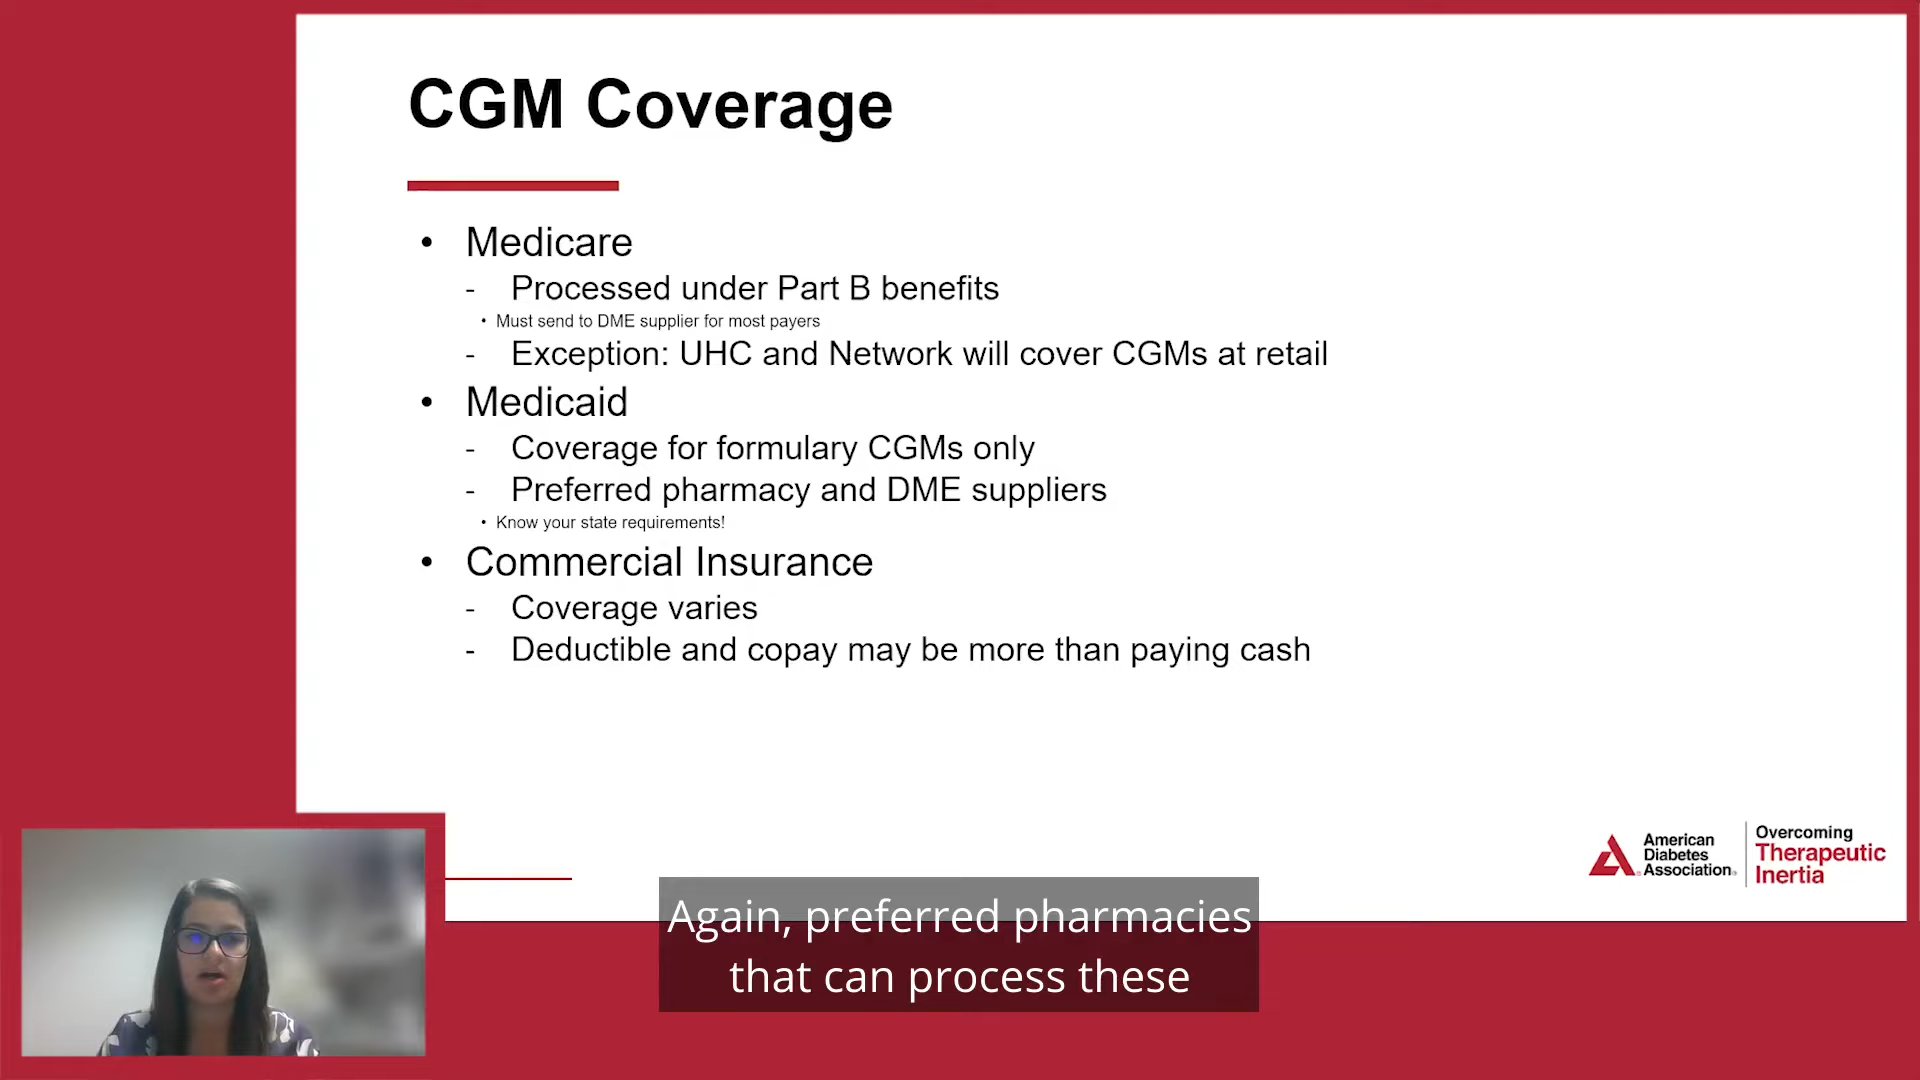 CGM Coverage
• Medicare
- Processed under Part B benefits
• Must send to DME supplier for most payers
- Exception: UHC and Network will cover CGMs at retail
• Medicaid
- Coverage for formulary CGMs only
- Preferred pharmacy and DME suppliers
• Know your state requirements!
• Commercial Insurance
- Coverage varies
- Deductible and copay may be more than paying cash
American
Diabetes
Association®
Overcoming
Therapeutic
Inertia
Again, preferred pharmacies
that can process these